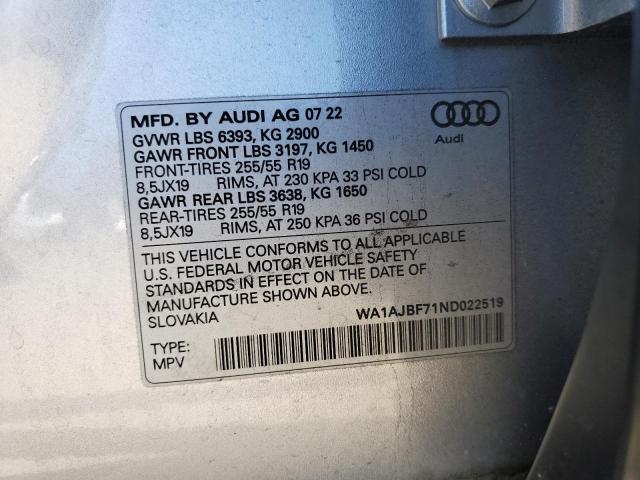 MFD. BY AUDI AG 07 22
GVWR LBS 6393, KG 2900
GAWR FRONT LBS 3197, KG 1450
FRONT-TIRES 255/55 R19
8,5JX19 RIMS, AT 230 KPA 33 PSI COLD
GAWR REAR LBS 3638, KG 1650
REAR-TIRES 255/55 R19
8,5JX19 RIMS, AT 250 KPA 36 PSI COLD
Audi
THIS VEHICLE CONFORMS TO ALL APPLICABLE
U.S. FEDERAL MOTOR VEHICLE SAFETY
STANDARDS IN EFFECT ON THE DATE OF
MANUFACTURE SHOWN ABOVE.
SLOVAKIA
WA1AJBF71ND022519
TYPE:
MPV